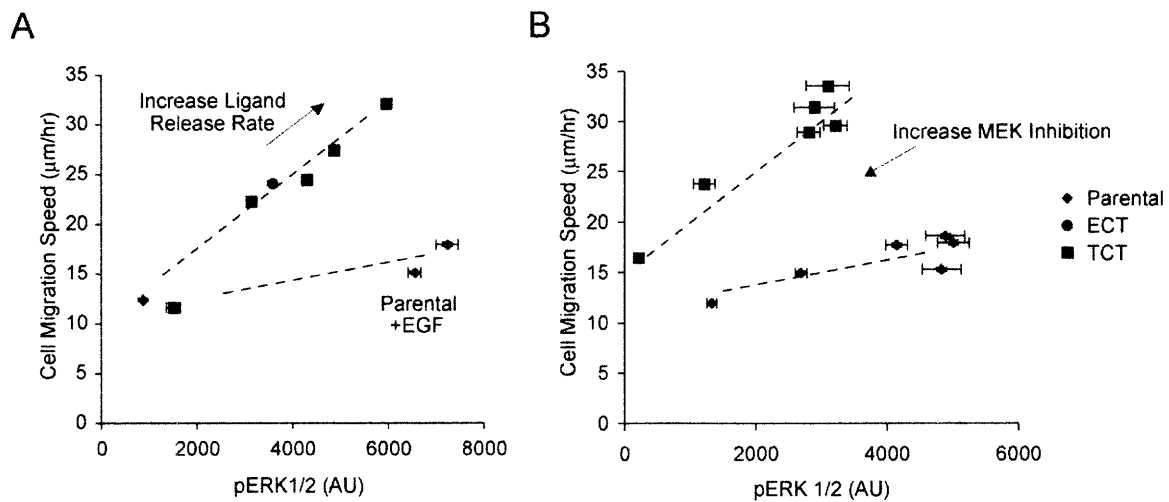 A
Cell Migration Speed (μm/hr)
35
30
25
20
15
10
5
0
Increase Ligand
Release Rate
Parental
+EGF
0 2000 4000 6000 8000
pERK1/2 (AU)
B
Cell Migration Speed (μm/hr)
35
30
25
20
15
10
5
0
Increase MEK Inhibition
0 2000 4000 6000
pERK 1/2 (AU)
Parental
ECT
TCT